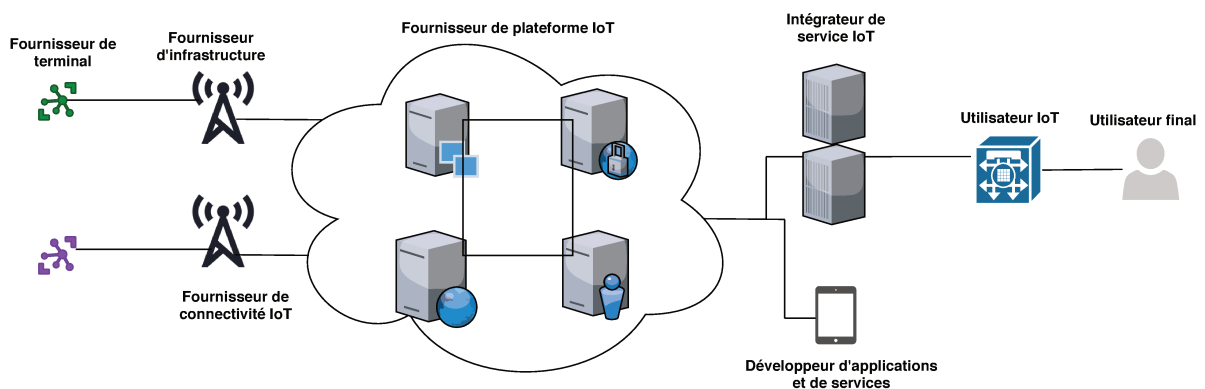 Fournisseur de
terminal
Fournisseur
d'infrastructure
Fournisseur de plateforme IoT
Intégrateur de
service IoT
Utilisateur IoT
Utilisateur final
Fournisseur de
connectivité IoT
Développeur d'applications
et de services